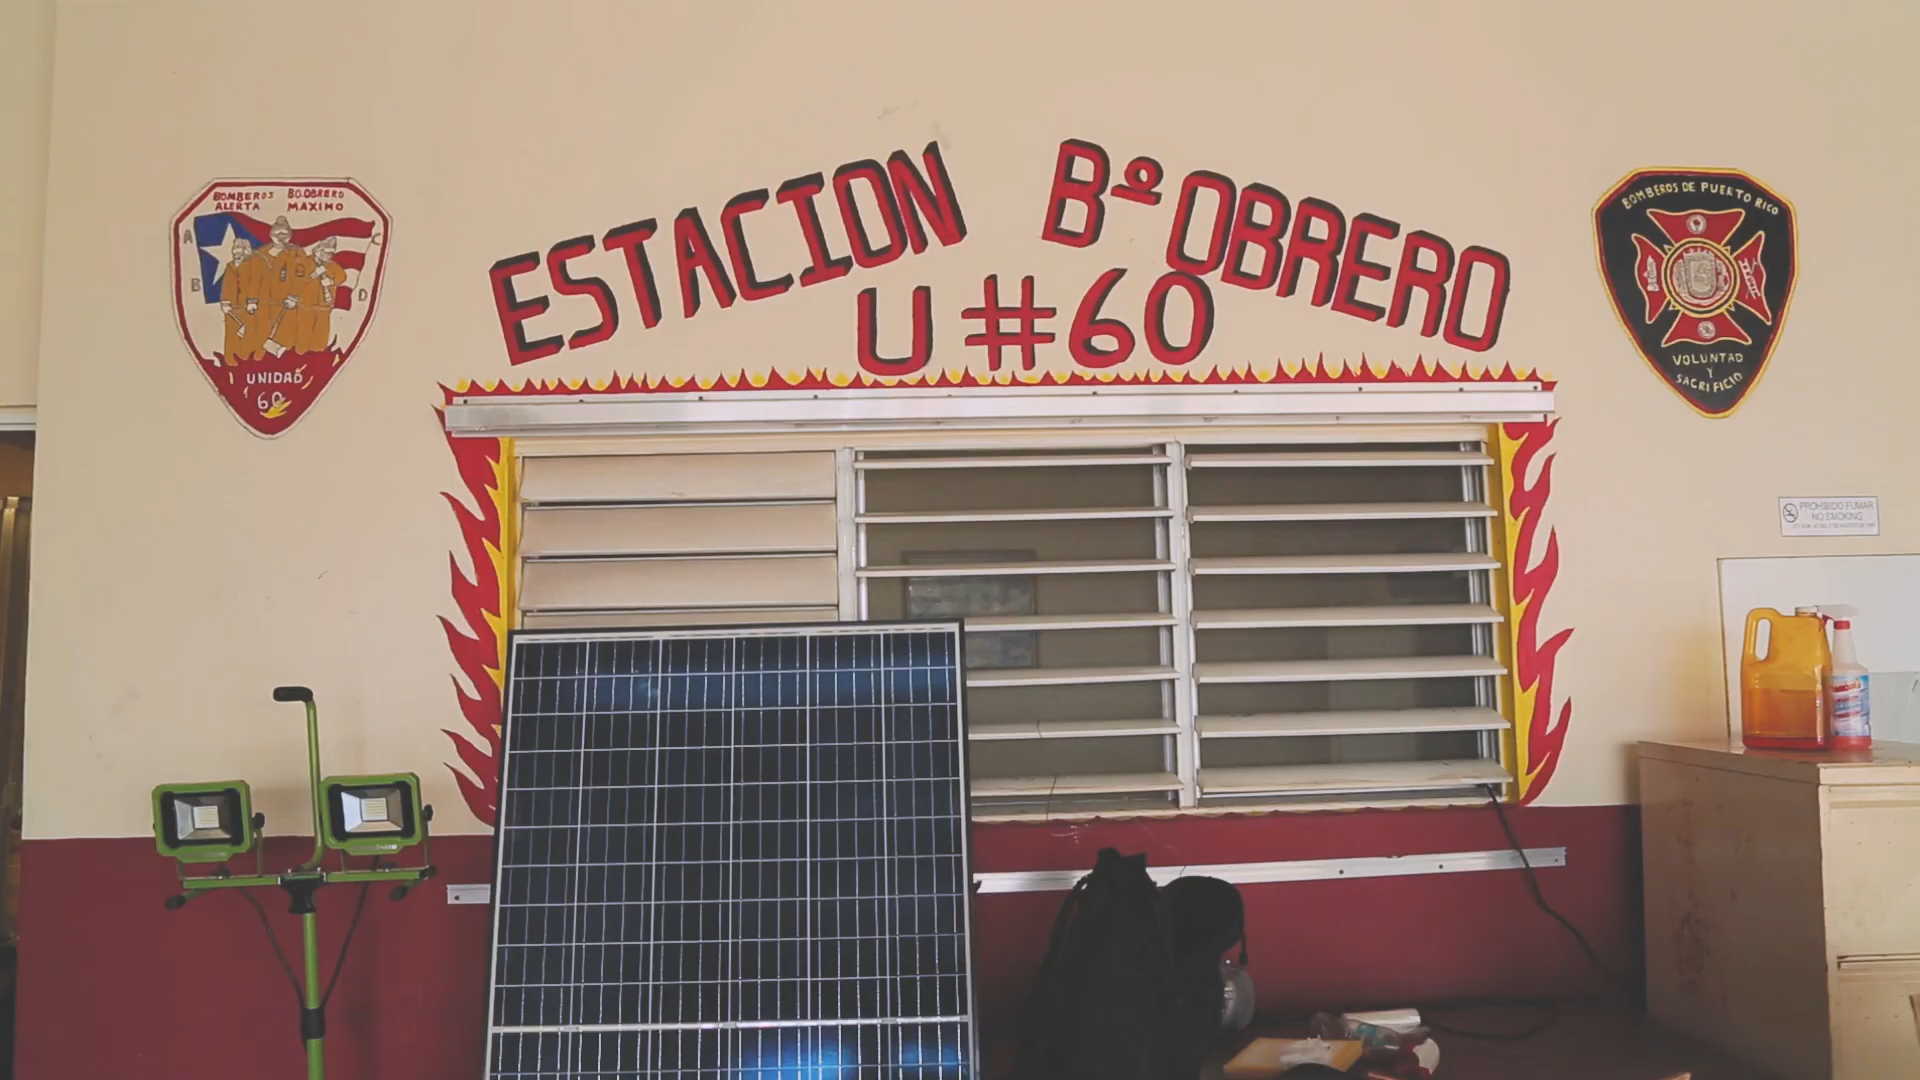 BOMBEROS BO.OBRERO
ALERTA MAXIMO
A C
B D
UNIDAD
60
ESTACION Bº OBRERO
U #60
BOMBEROS DE PUERTO RICO
VOLUNTAD
Y
SACRIFICIO
PROHIBIDO FUMAR
NO SMOKING